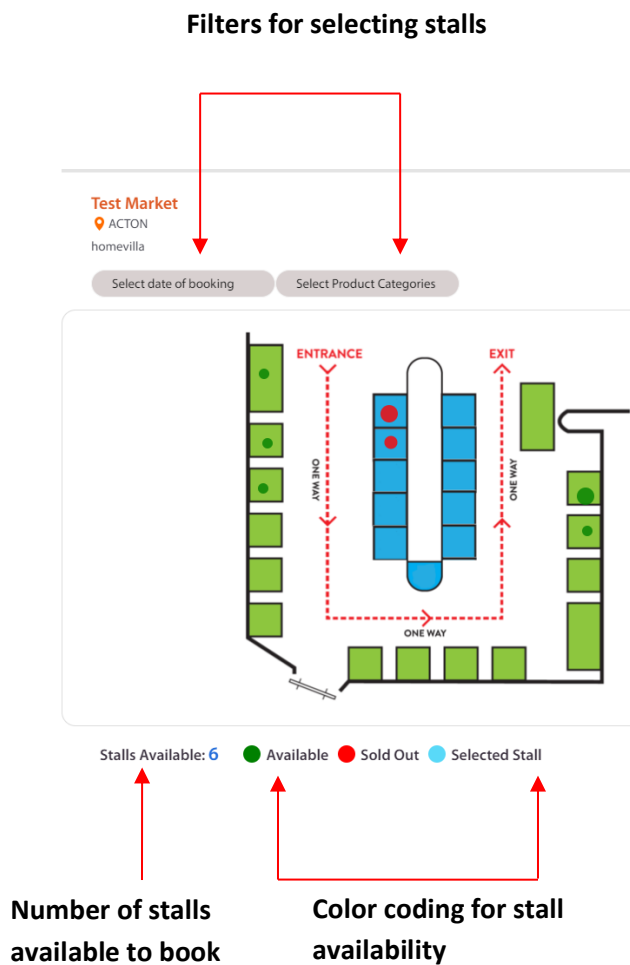 Filters for selecting stalls
Test Market
ACTON
homevilla
Select date of booking
Select Product Categories
ENTRANCE
EXIT
ONE WAY
ONE WAY
ONE WAY
Stalls Available: 6
Available
Sold Out
Selected Stall
Number of stalls
available to book
Color coding for stall
availability